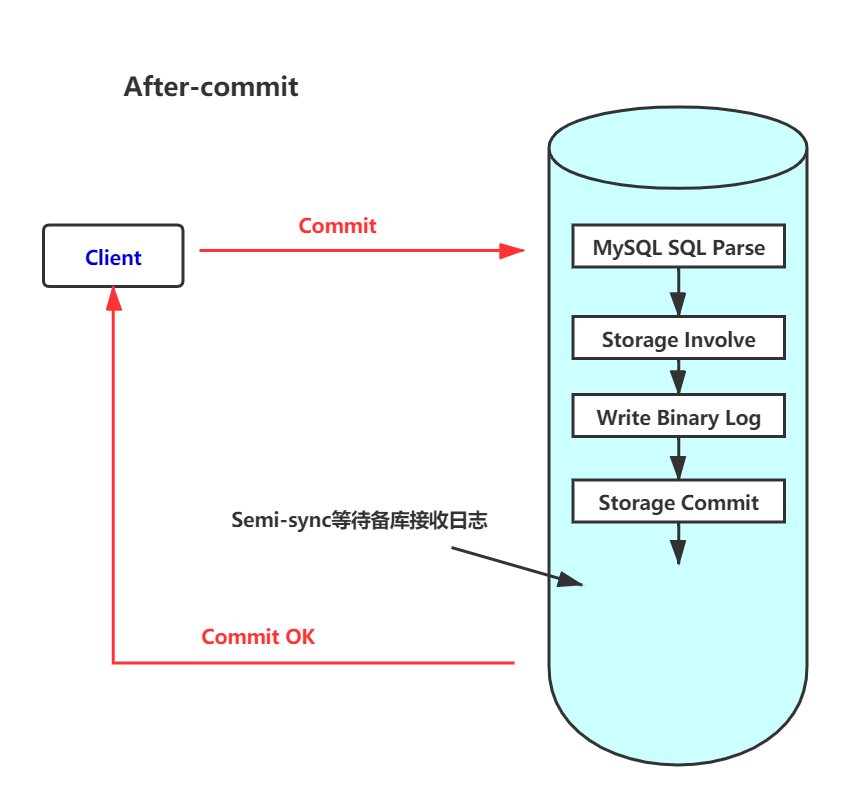 After-commit
Commit
Client
MySQL SQL Parse
Storage Involve
Write Binary Log
Storage Commit
Semi-sync等待备库接收日志
Commit OK